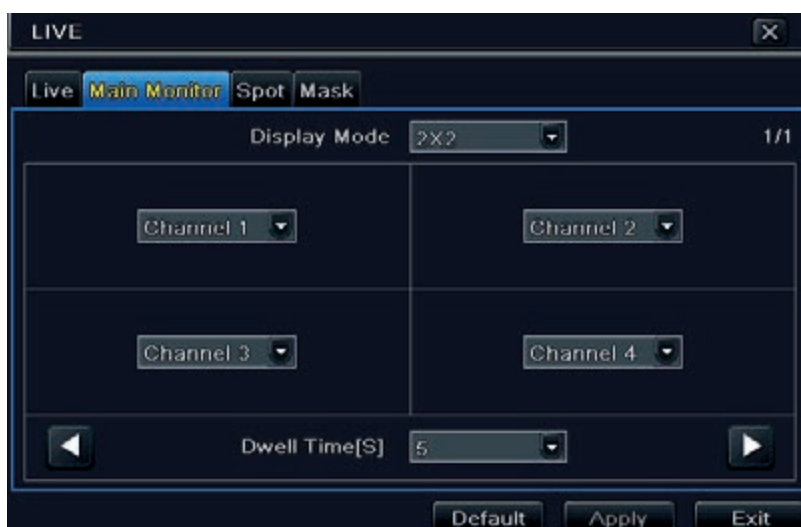 LIVE
Live Main Monitor Spot Mask
Display Mode 2X2 1/1
Channel 1 Channel 2
Channel 3 Channel 4
Dwell Time[S] 5
Default Apply Exit